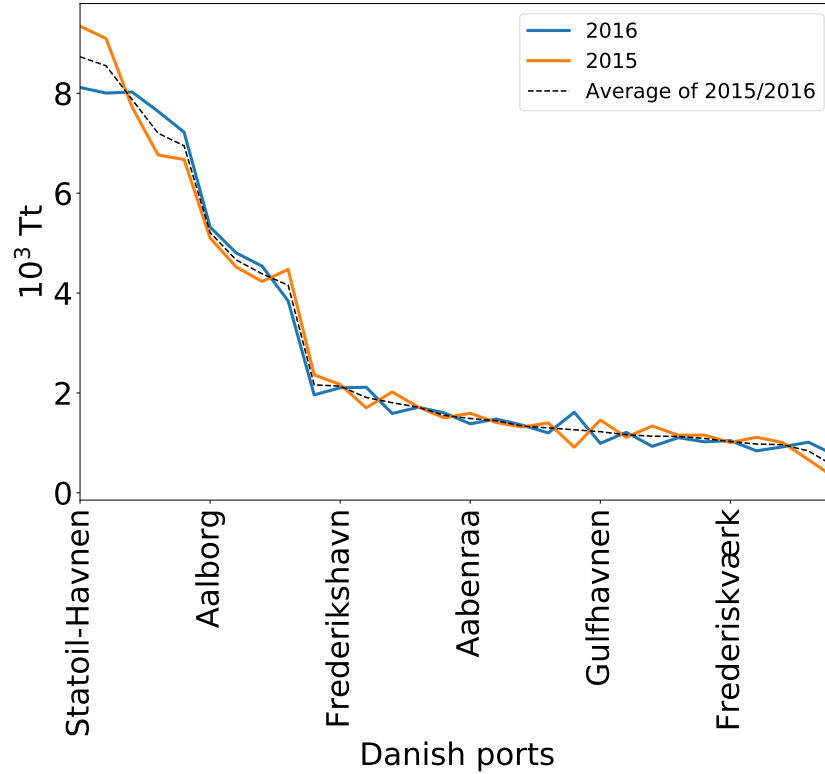 2016
2015
Average of 2015/2016
8
6
4
2
0
10³ Tt
Statoil-Havnen
Aalborg
Frederikshavn
Aabenraa
Gulfhavnen
Frederiskværk
Danish ports